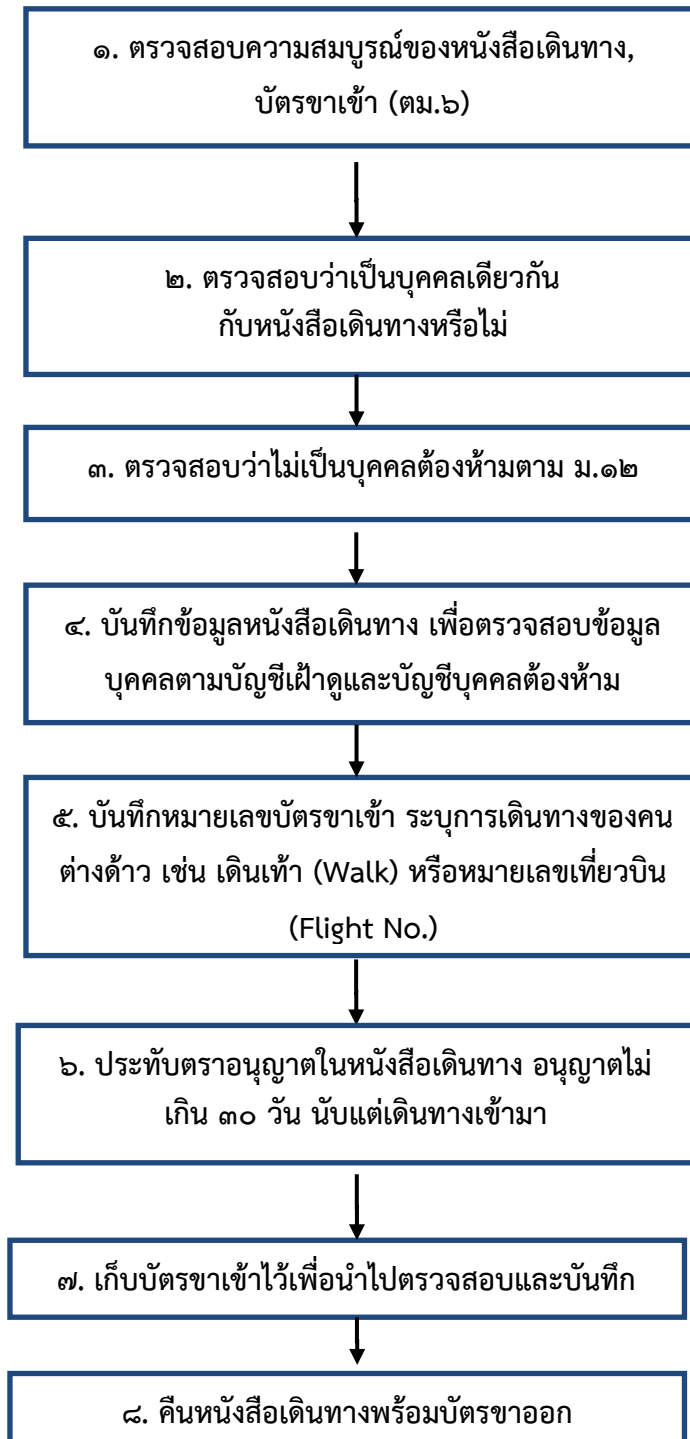 ๑. ตรวจสอบความสมบูรณ์ของหนังสือเดินทาง,
บัตรขาเข้า (ตม.๖)
๒. ตรวจสอบว่าเป็นบุคคลเดียวกัน
กับหนังสือเดินทางหรือไม่
๓. ตรวจสอบว่าไม่เป็นบุคคลต้องห้ามตาม ม.๑๒
๔. บันทึกข้อมูลหนังสือเดินทาง เพื่อตรวจสอบข้อมูล
บุคคลตามบัญชีเฝ้าดูและบัญชีบุคคลต้องห้าม
๕. บันทึกหมายเลขบัตรขาเข้า ระบุการเดินทางของคน
ต่างด้าว เช่น เดินเท้า (Walk) หรือหมายเลขเที่ยวบิน
(Flight No.)
๖. ประทับตราอนุญาตในหนังสือเดินทาง อนุญาตไม่
เกิน ๓๐ วัน นับแต่เดินทางเข้ามา
๗. เก็บบัตรขาเข้าไว้เพื่อนำไปตรวจสอบและบันทึก
๘. คืนหนังสือเดินทางพร้อมบัตรขาออก